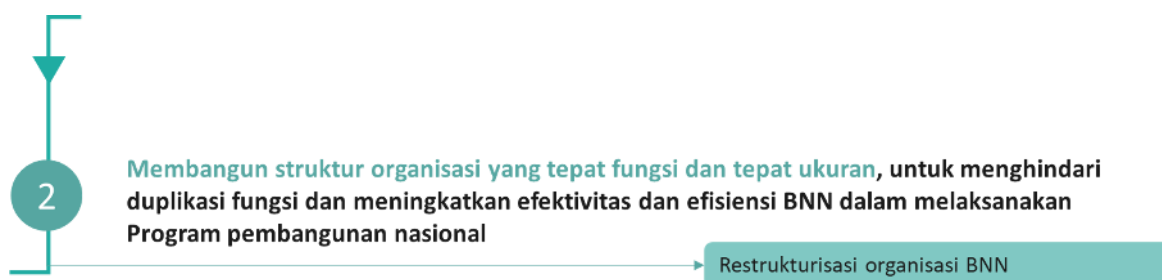 2
Membangun struktur organisasi yang tepat fungsi dan tepat ukuran, untuk menghindari
duplikasi fungsi dan meningkatkan efektivitas dan efisiensi BNN dalam melaksanakan
Program pembangunan nasional
Restrukturisasi organisasi BNN